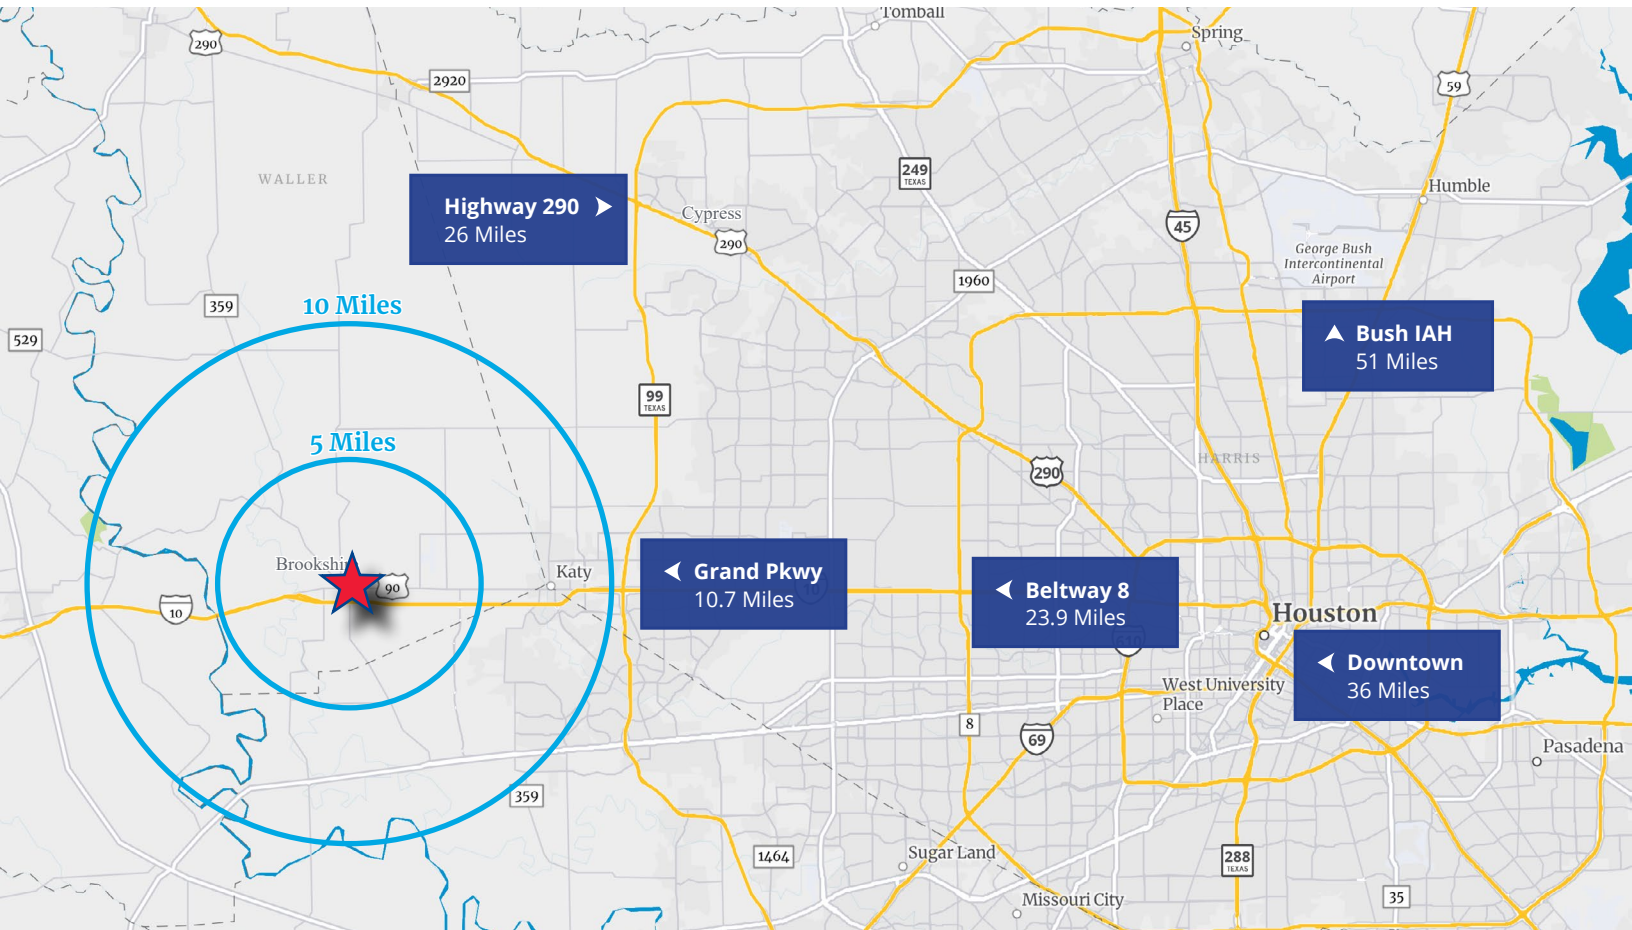 Tomball
Spring
290
2920
59
249
TEXAS
WALLER
Humble
Highway 290
26 Miles
Cypress
290
45
George Bush
Intercontinental
Airport
1960
10 Miles
359
529
Bush IAH
51 Miles
99
TEXAS
5 Miles
HARRIS
290
Katy
90
10
Grand Pkwy
10.7 Miles
Beltway 8
23.9 Miles
610
Houston
Downtown
36 Miles
West University
Place
8
69
Pasadena
359
1464
Sugar Land
288
TEXAS
Missouri City
35